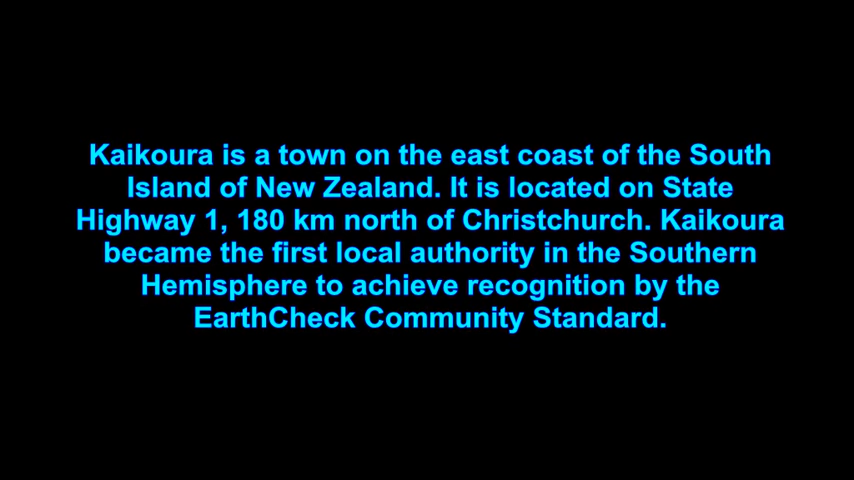 Kaikoura is a town on the east coast of the South
Island of New Zealand. It is located on State
Highway 1, 180 km north of Christchurch. Kaikoura
became the first local authority in the Southern
Hemisphere to achieve recognition by the
EarthCheck Community Standard.